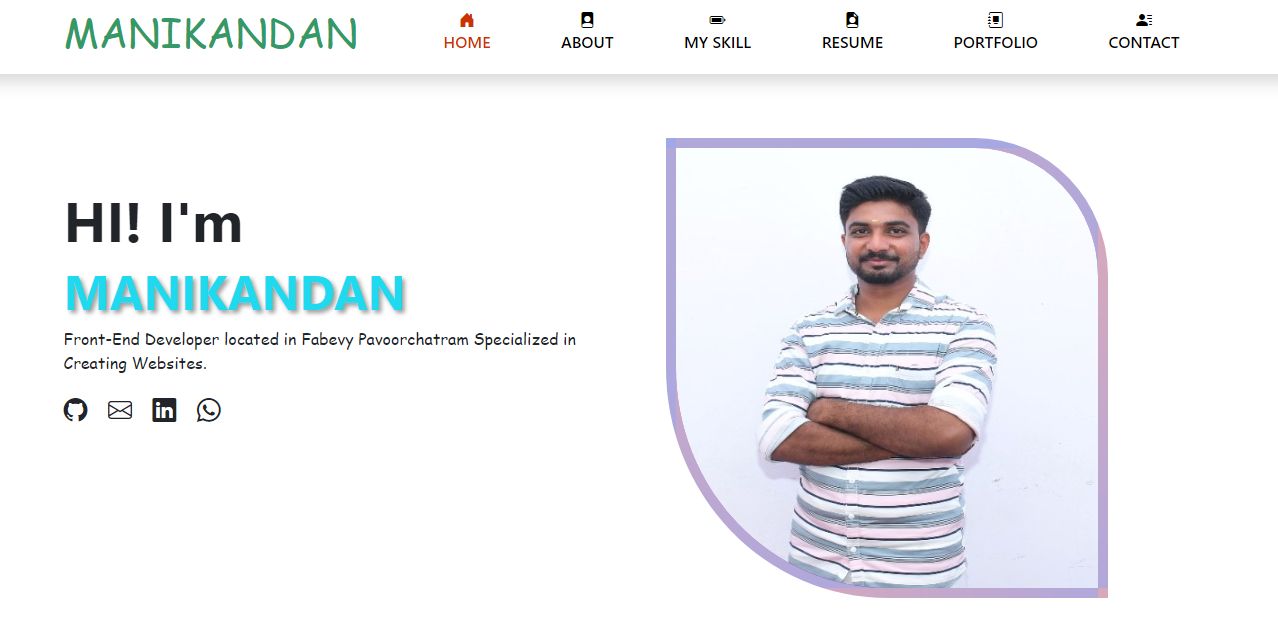 MANIKANDAN
HOME
ABOUT
MY SKILL
RESUME
PORTFOLIO
CONTACT
HI! I'm
MANIKANDAN
Front-End Developer located in Fabevy Pavoorchatram Specialized in
Creating Websites.
in